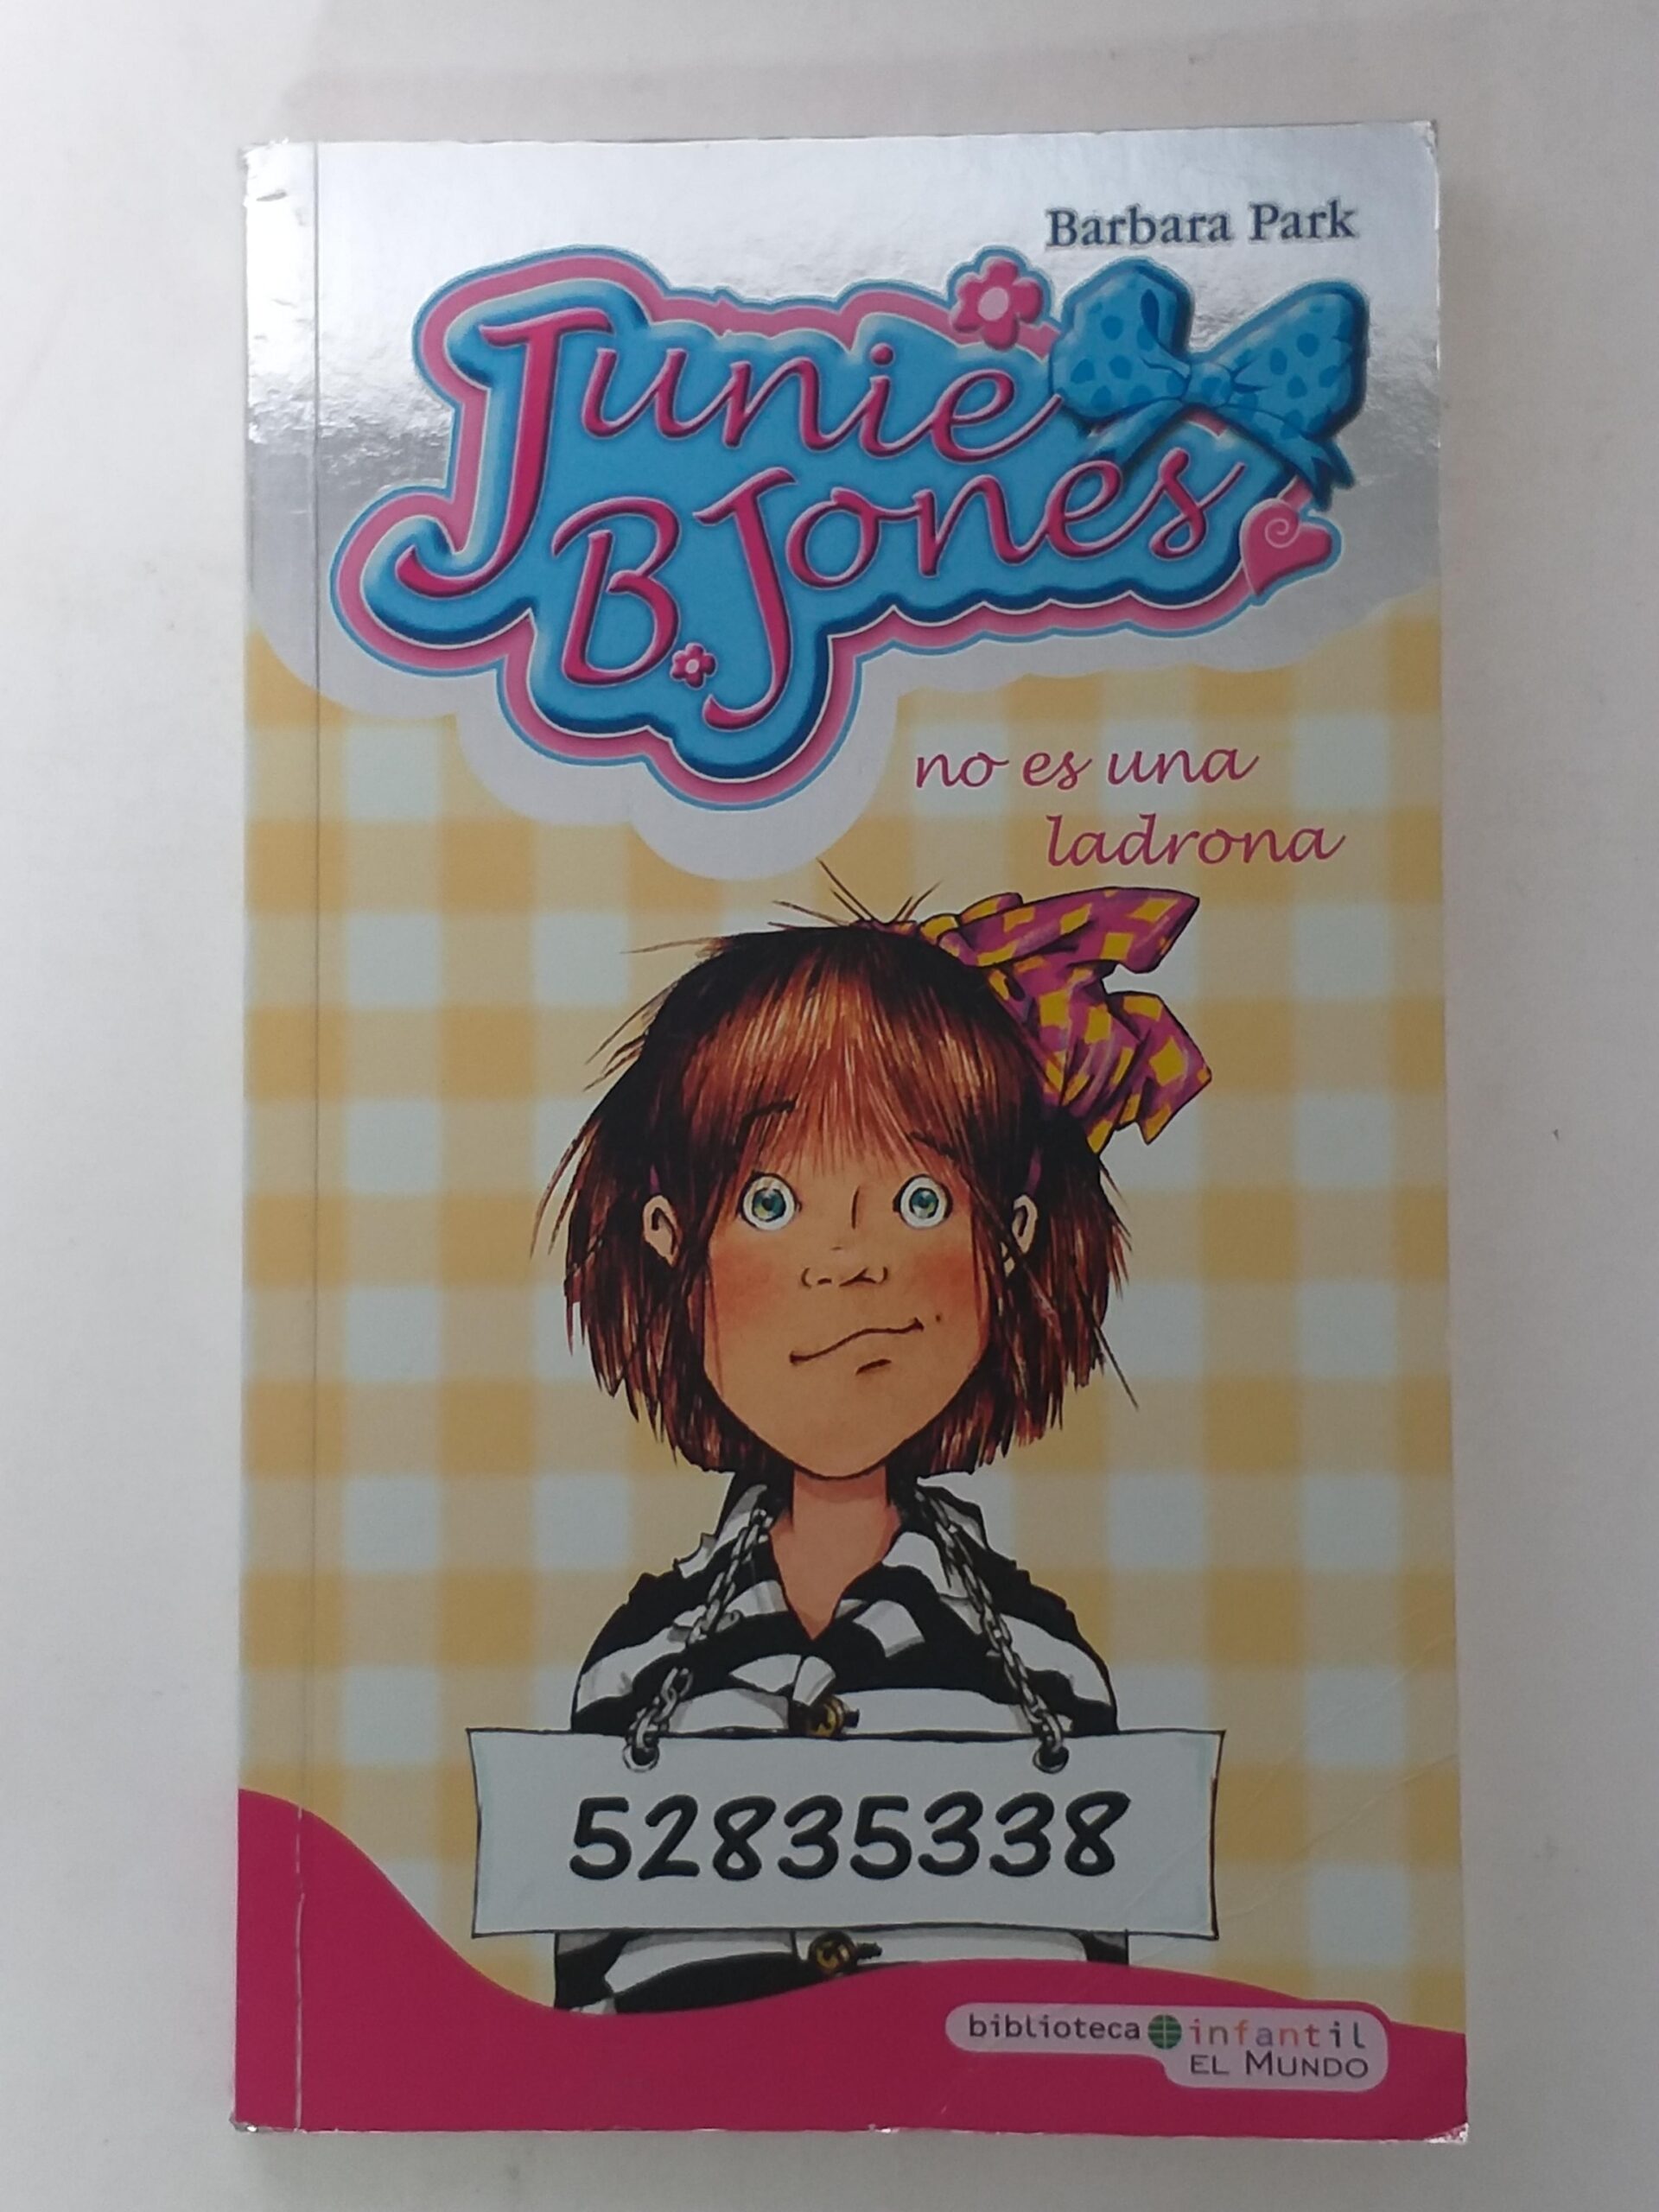 Barbara Park
Junie
B. Jones
no es una
ladrona
52835338
biblioteca infantil
EL MUNDO